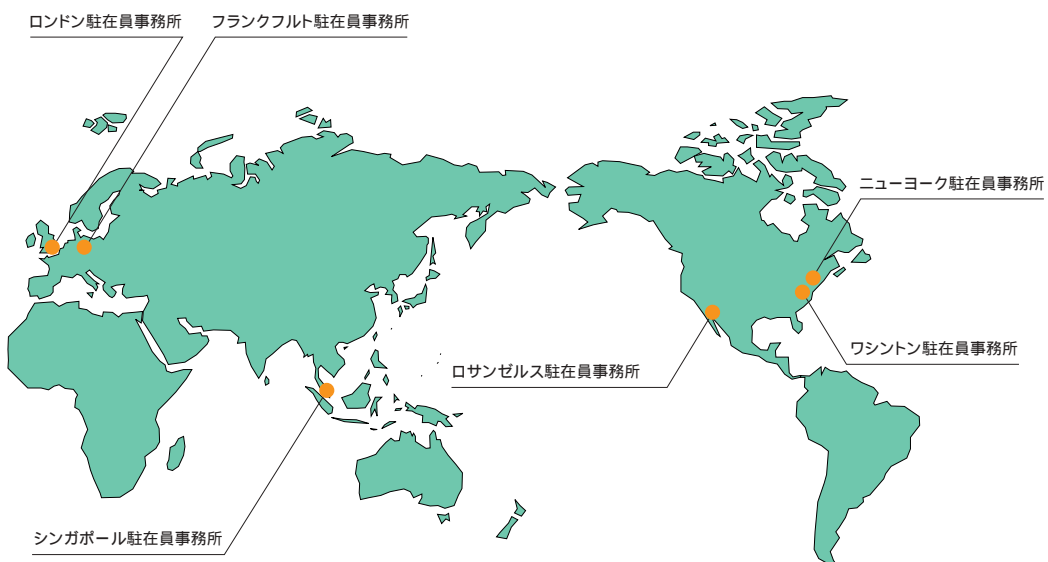 ロンドン駐在員事務所
フランクフルト駐在員事務所
ニューヨーク駐在員事務所
ワシントン駐在員事務所
ロサンゼルス駐在員事務所
シンガポール駐在員事務所